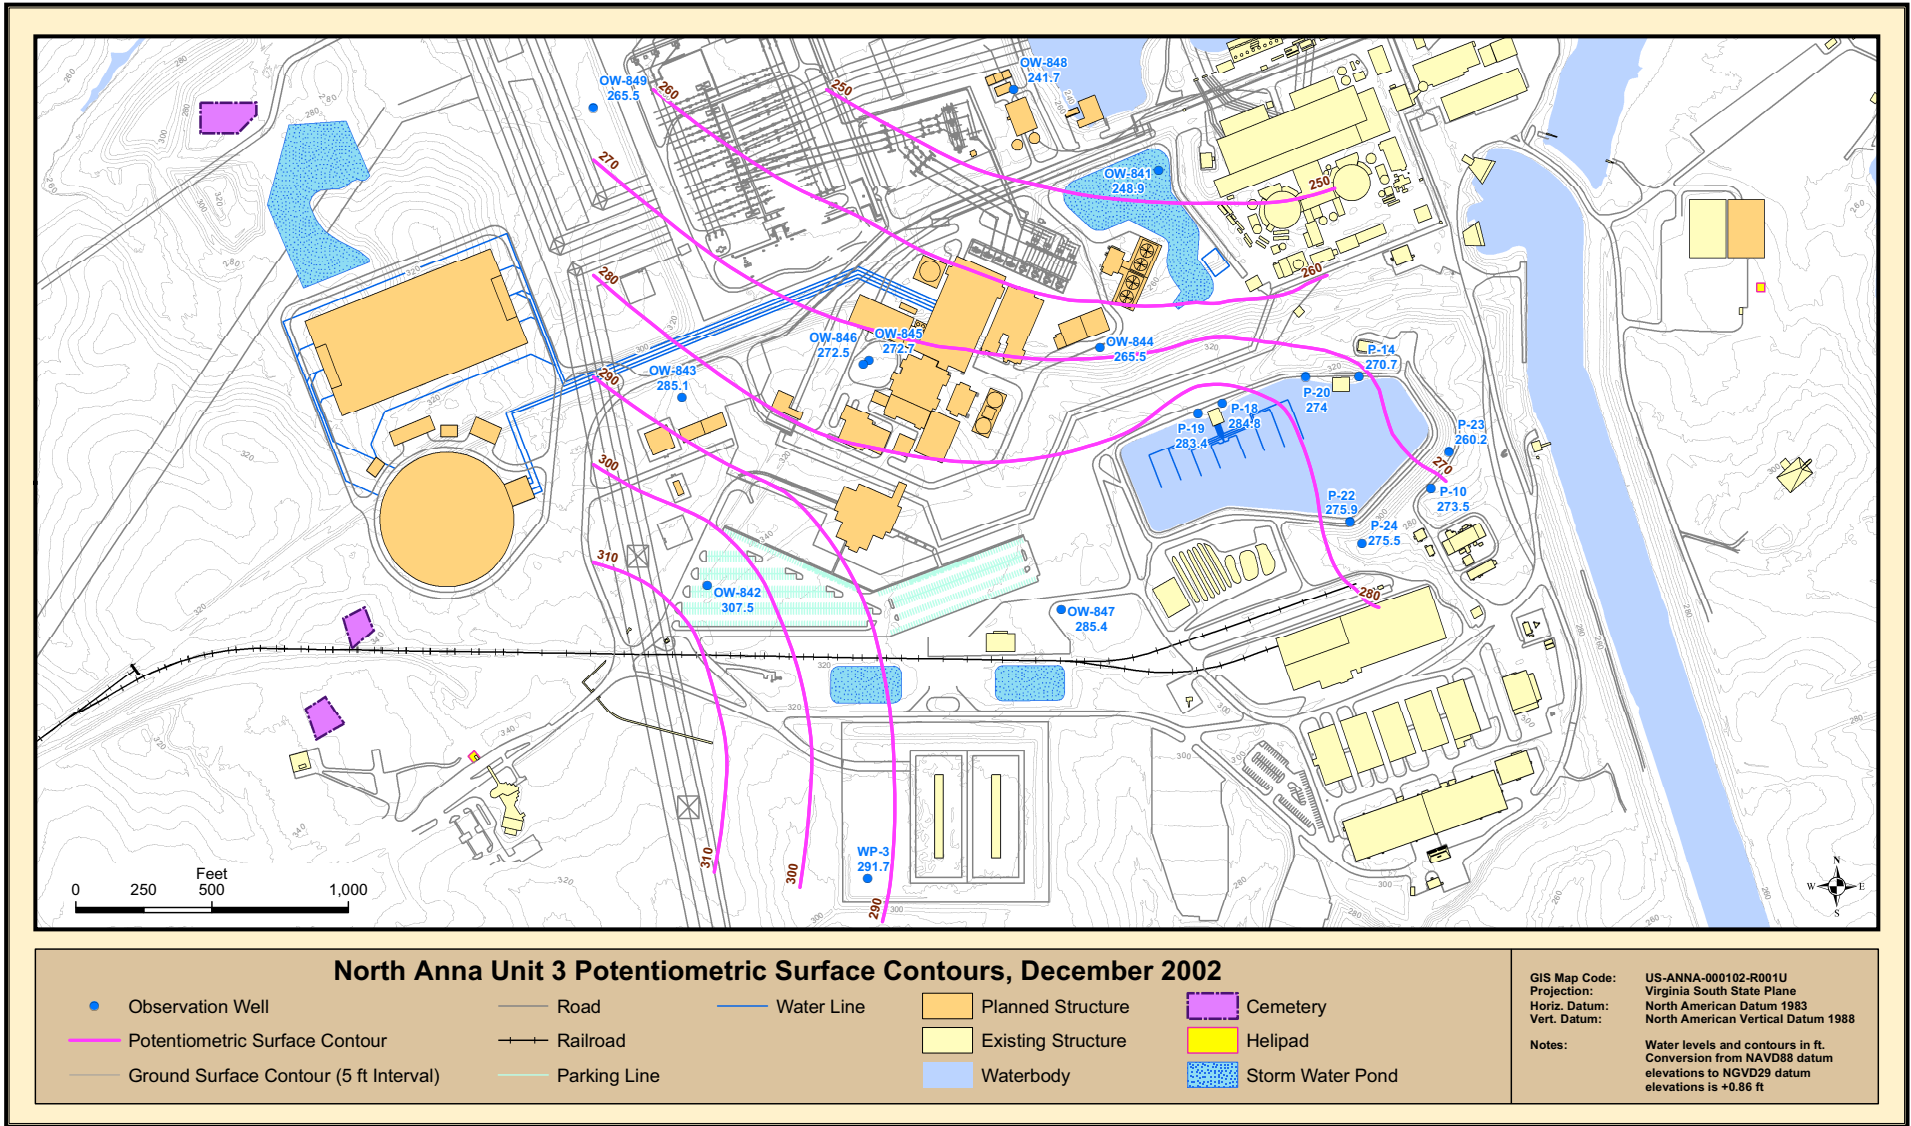 OW-849
265.5
OW-848
241.7
260
250
270
OW-841
248.9
250
280
260
OW-846
272.5
OW-845
272.7
OW-844
265.5
P-14
270.7
OW-843
285.1
290
P-20
274
P-18
284.8
P-19
283.4
P-23
260.2
270
300
P-22
275.9
P-10
273.5
P-24
275.5
310
OW-842
307.5
OW-847
285.4
280
WP-3
291.7
310
300
290
Feet
0 250 500 1,000
N
W E
S
North Anna Unit 3 Potentiometric Surface Contours, December 2002
Observation Well
Potentiometric Surface Contour
Ground Surface Contour (5 ft Interval)
Road
Railroad
Parking Line
Water Line
Planned Structure
Existing Structure
Waterbody
Cemetery
Helipad
Storm Water Pond
GIS Map Code: US-ANNA-000102-R001U
Projection: Virginia South State Plane
Horiz. Datum: North American Datum 1983
Vert. Datum: North American Vertical Datum 1988
Notes: Water levels and contours in ft.
Conversion from NAVD88 datum
elevations to NGVD29 datum
elevations is +0.86 ft